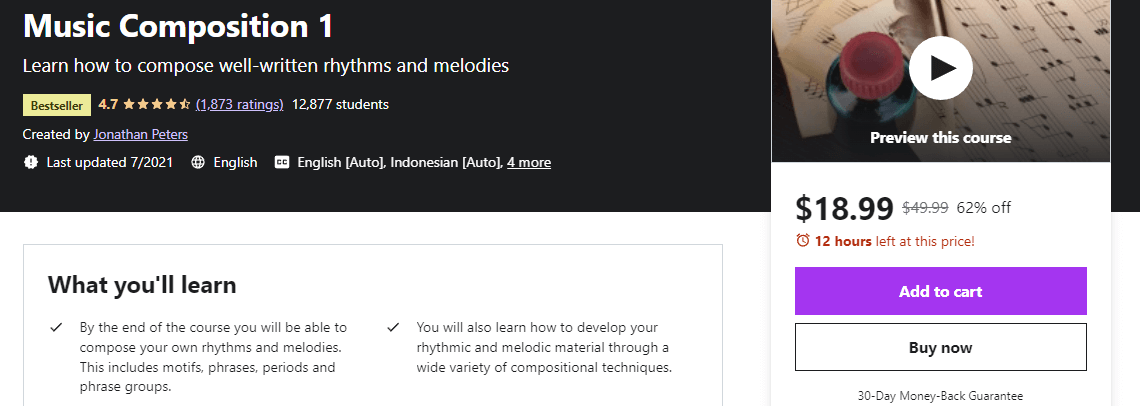 Music Composition 1
Learn how to compose well-written rhythms and melodies
Bestseller 4.7 (1,873 ratings) 12,877 students
Created by Jonathan Peters
Last updated 7/2021 English English [Auto], Indonesian [Auto], 4 more
Preview this course
$18.99 $49.99 62% off
12 hours left at this price!
Add to cart
Buy now
30-Day Money-Back Guarantee
What you'll learn
By the end of the course you will be able to
compose your own rhythms and melodies.
This includes motifs, phrases, periods and
phrase groups.
You will also learn how to develop your
rhythmic and melodic material through a
wide variety of compositional techniques.